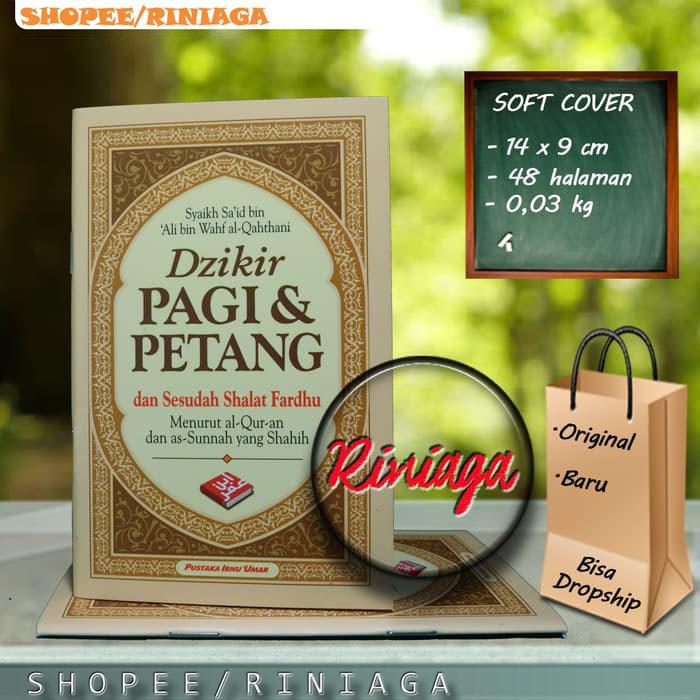 SHOPEE/RINIAGA
Syaikh Sa'id bin
'Ali bin Wahf al-Qahthani
Dzikir
PAGI &
PETANG
dan Sesudah Shalat Fardhu
Menurut al-Qur-an
dan as-Sunnah yang Shahih
PUSTAKA IBNU 'UMAR
SOFT COVER
- 14 x 9 cm
- 48 halaman
- 0,03 kg
Riniaga
•Original
•Baru
Bisa
Dropship
SHOPEE/RINIAGA